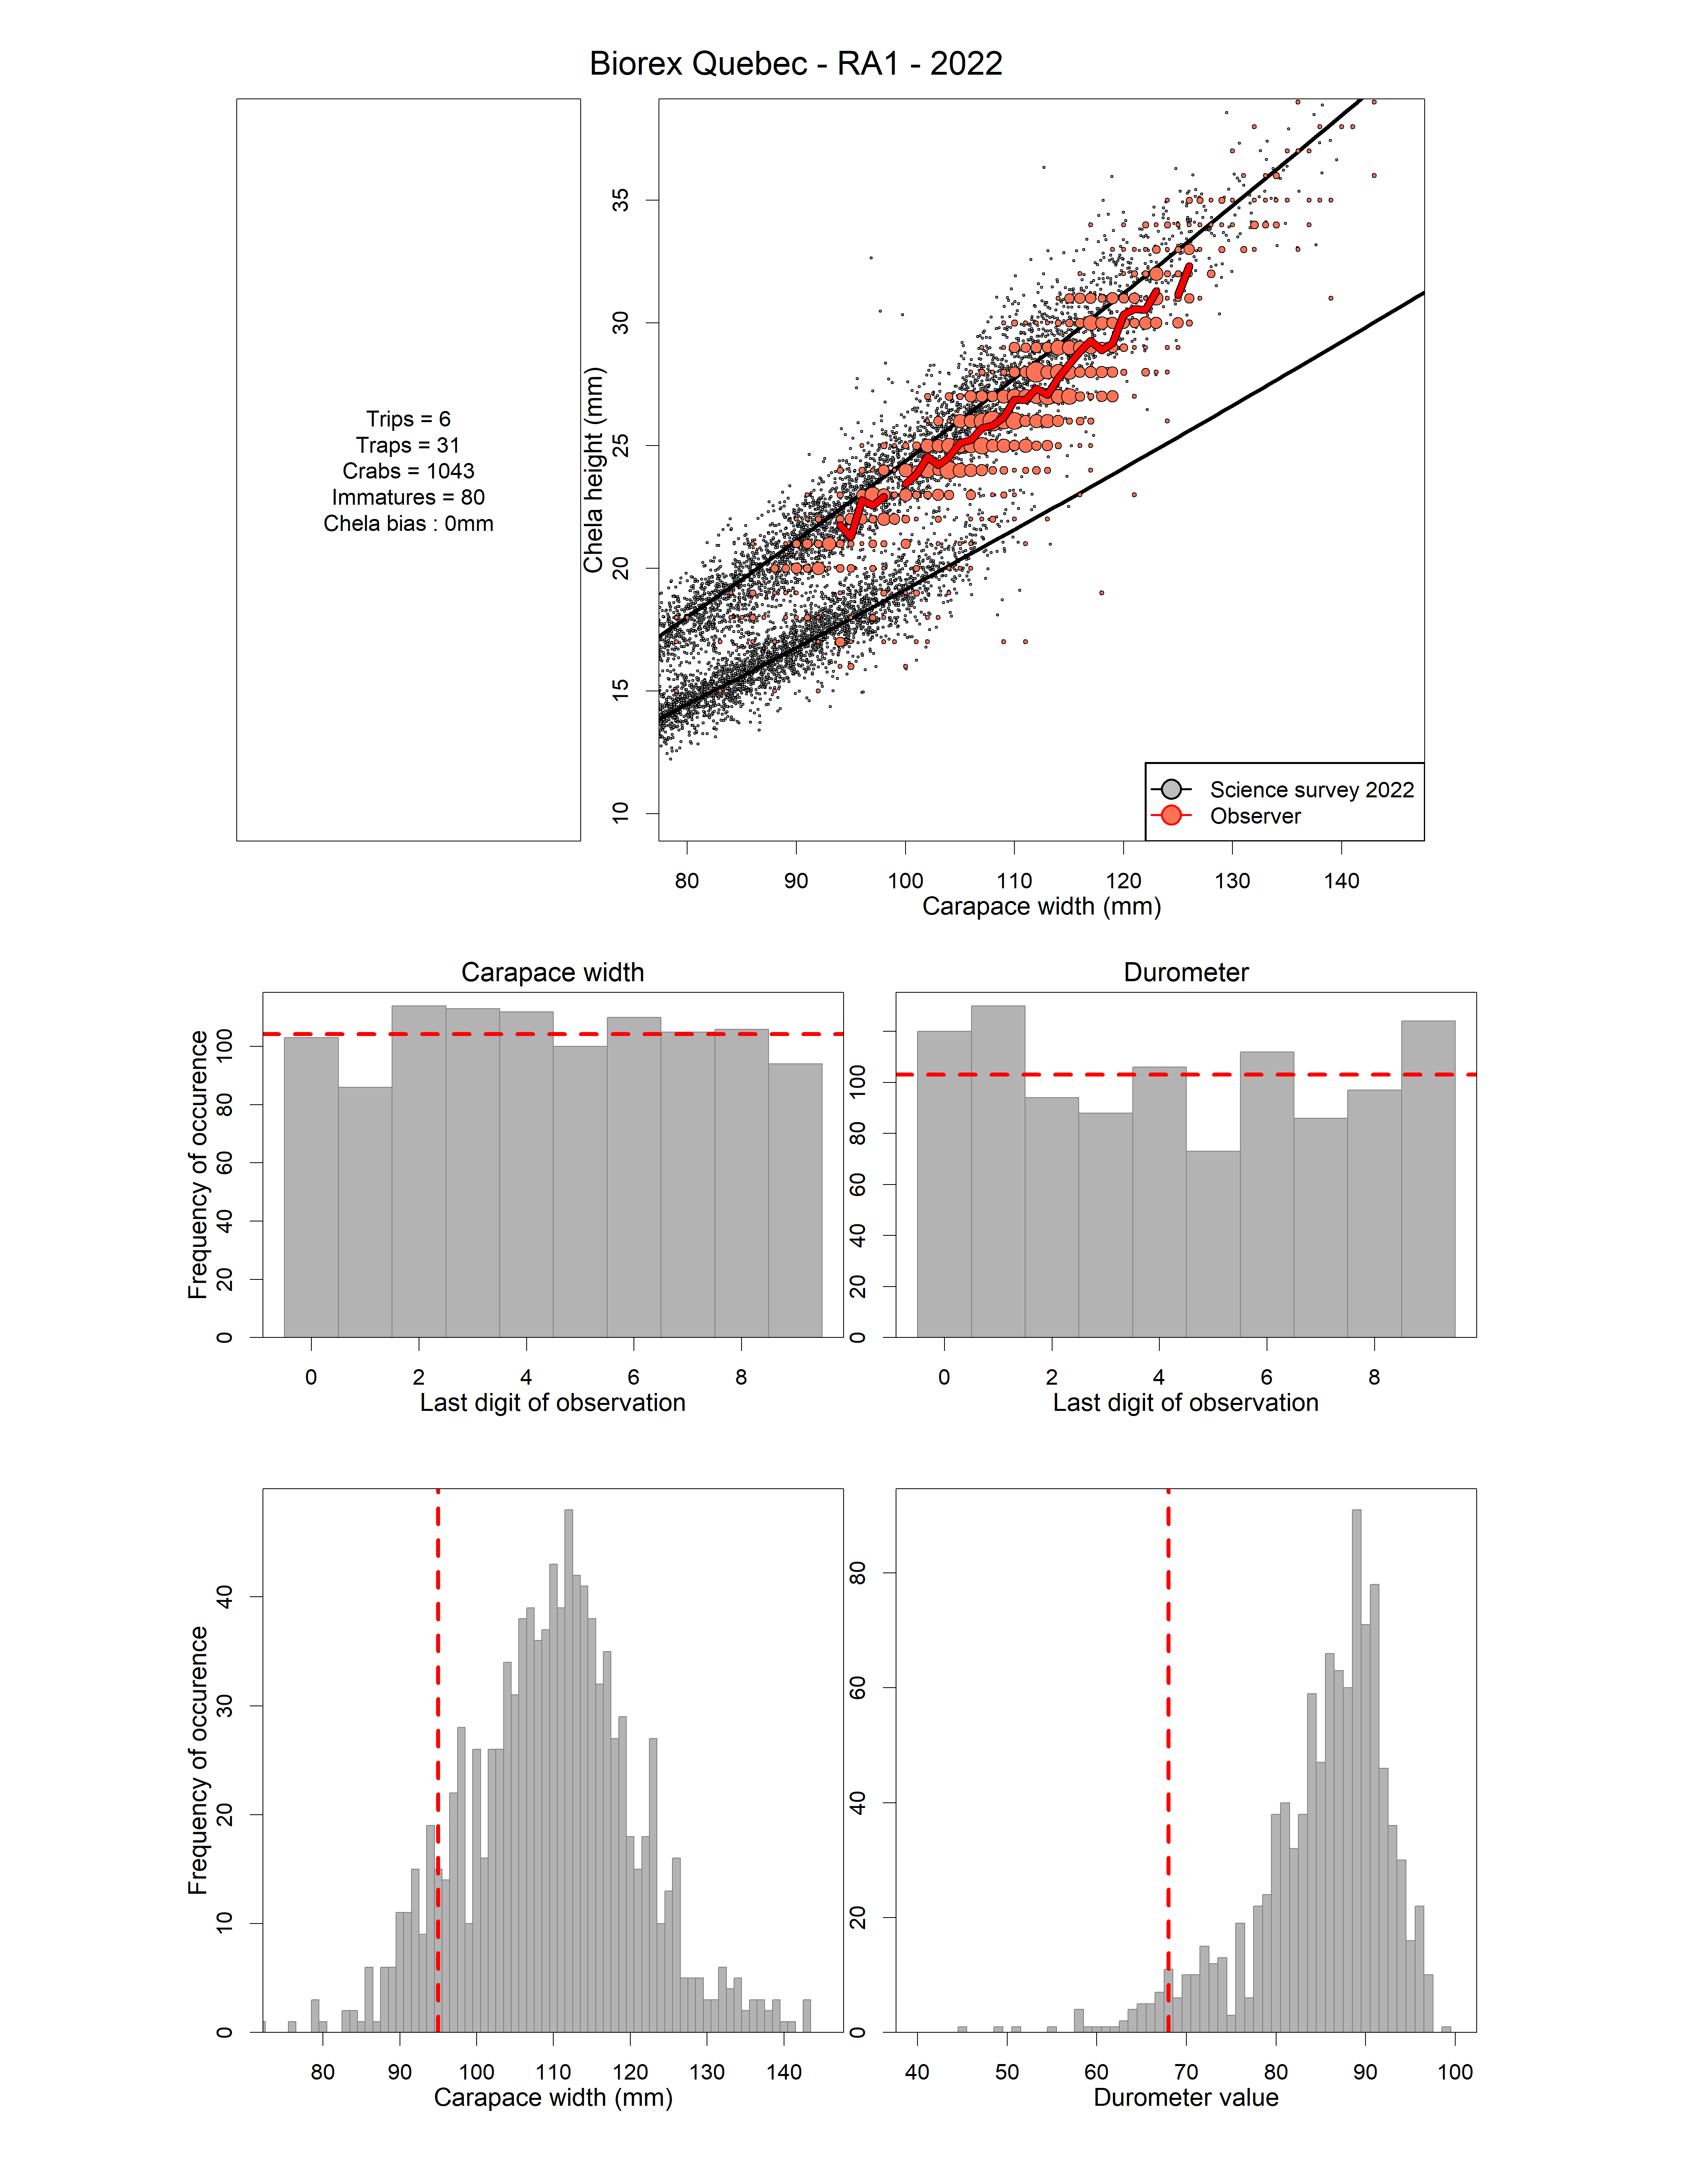 Biorex Quebec - RA1 - 2022
Trips = 6
Traps = 31
Crabs = 1043
Immatures = 80
Chela bias : 0mm
Chela height (mm)
35
30
25
20
15
10
Science survey 2022
Observer
80 90 100 110 120 130 140
Carapace width (mm)
Carapace width
Frequency of occurence
100
80
60
40
20
0
0 2 4 6 8
Last digit of observation
Durometer
100
80
60
40
20
0
0 2 4 6 8
Last digit of observation
Frequency of occurence
40
30
20
10
0
80 90 100 110 120 130 140
Carapace width (mm)
80
60
40
20
0
40 50 60 70 80 90 100
Durometer value